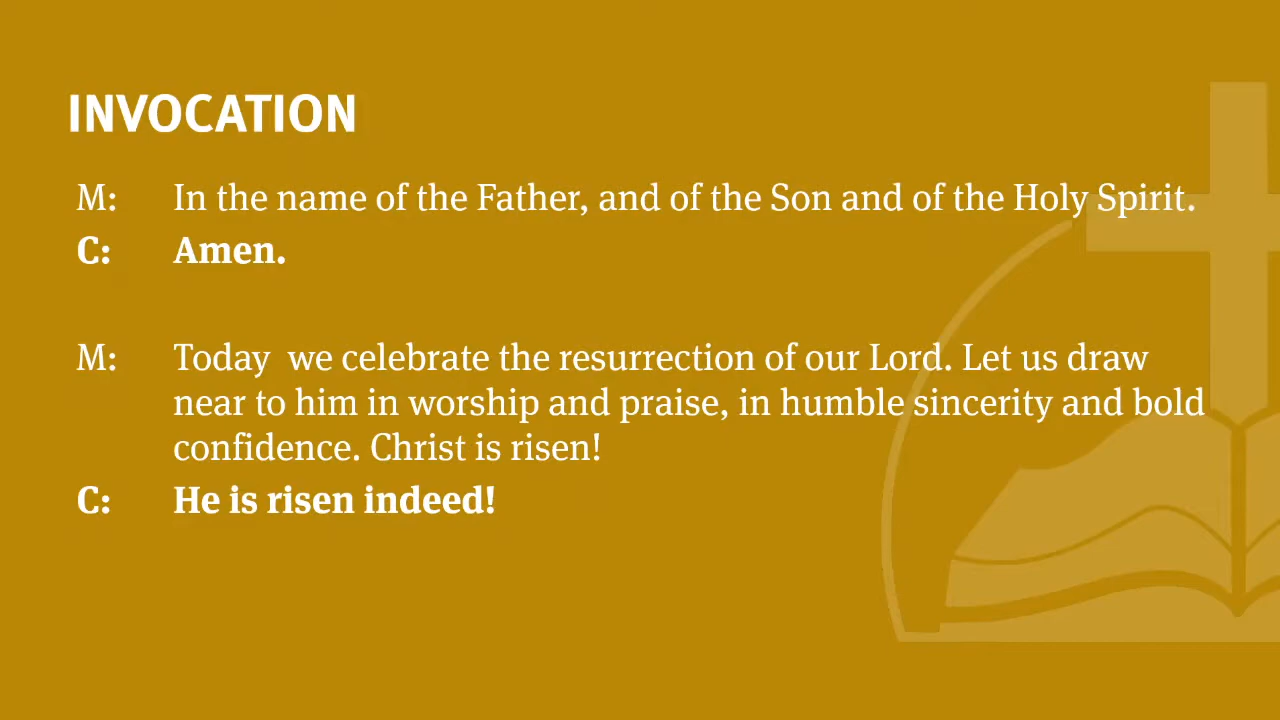 INVOCATION
M: In the name of the Father, and of the Son and of the Holy Spirit.
C: Amen.
M: Today  we celebrate the resurrection of our Lord. Let us draw
near to him in worship and praise, in humble sincerity and bold
confidence. Christ is risen!
C: He is risen indeed!